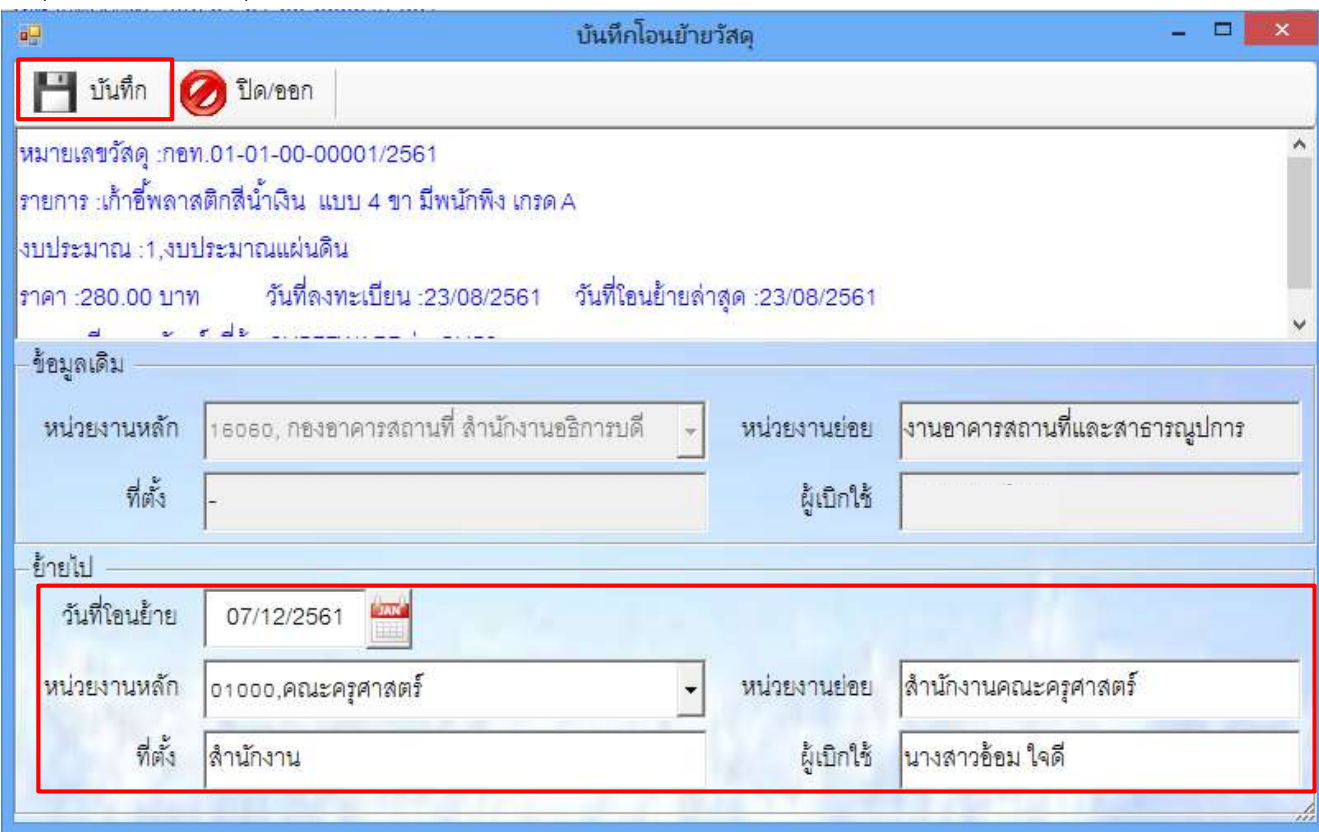 บันทึกโอนย้ายวัสดุ
บันทึก ปิด/ออก
หมายเลขวัสดุ :กอท.01-01-00-00001/2561
รายการ :เก้าอี้พลาสติกสีน้ำเงิน แบบ 4 ขา มีพนักพิง เกรด A
งบประมาณ :1,งบประมาณแผ่นดิน
ราคา :280.00 บาท วันที่ลงทะเบียน :23/08/2561 วันที่โอนย้ายล่าสุด :23/08/2561
ข้อมูลเดิม
หน่วยงานหลัก 16060, กองอาคารสถานที่ สำนักงานอธิการบดี หน่วยงานย่อย งานอาคารสถานที่และสาธารณูปการ
ที่ตั้ง - ผู้เบิกใช้
ย้ายไป
วันที่โอนย้าย 07/12/2561 JAN
หน่วยงานหลัก 01000,คณะครุศาสตร์ หน่วยงานย่อย สำนักงานคณะครุศาสตร์
ที่ตั้ง สำนักงาน ผู้เบิกใช้ นางสาวอ้อม ใจดี